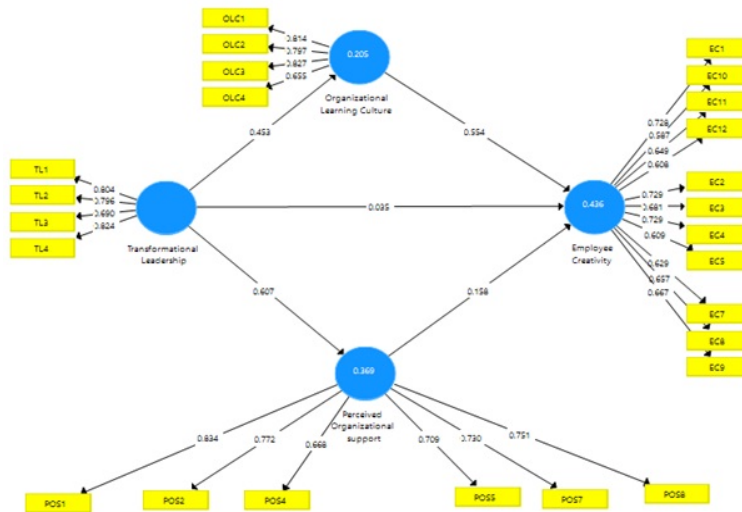 OLC1
OLC2
OLC3
OLC4
0.814
0.797
0.827
0.655
0.205
Organizational
Learning Culture
EC1
EC10
EC11
EC12
0.728
0.587
0.649
0.608
0.453
0.554
TL1
TL2
TL3
TL4
0.804
0.796
0.690
0.824
Transformational
Leadership
0.035
0.436
Employee
Creativity
0.729
0.681
0.729
0.609
EC2
EC3
EC4
EC5
0.629
0.657
0.667
EC7
EC8
EC9
0.607
0.158
0.369
Perceived
Organizational
support
0.834
0.772
0.668
0.709
0.730
0.751
POS1
POS2
POS4
POS5
POS7
POS8